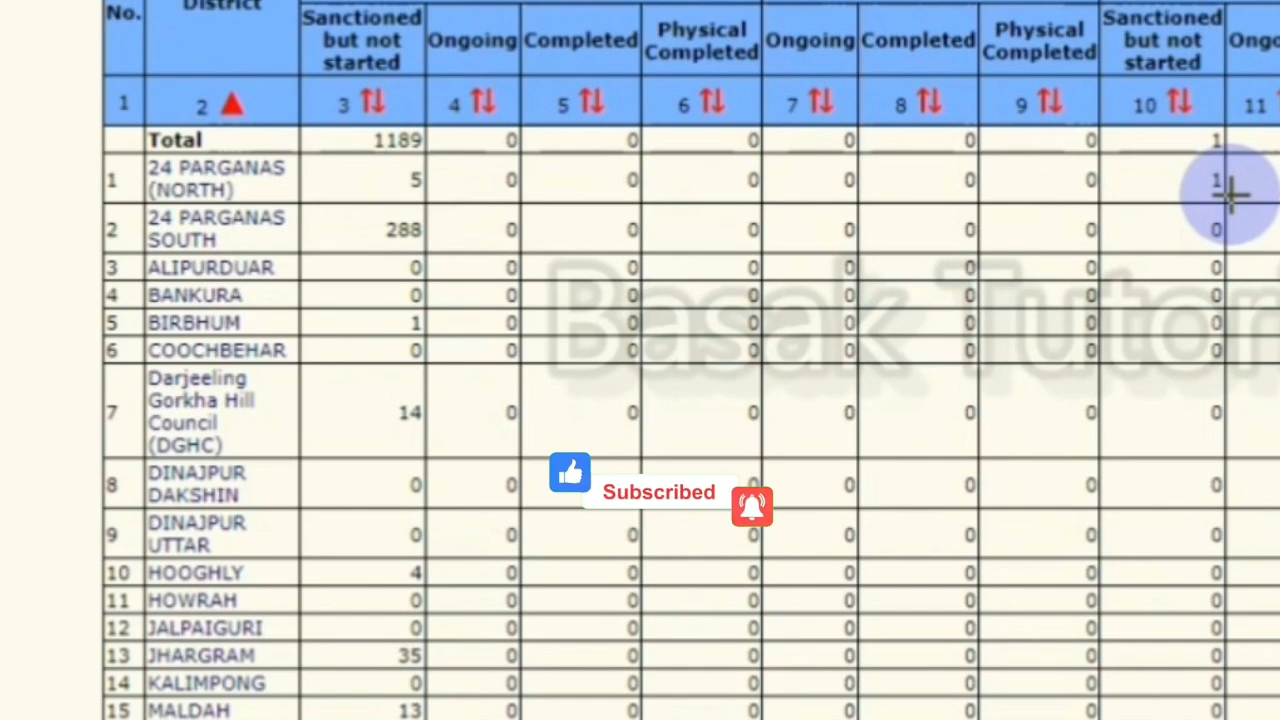 No. District Sanctioned but not started Ongoing Completed Physical Completed Ongoing Completed Physical Completed Sanctioned but not started
1 2 3 4 5 6 7 8 9 10 11
Total 1189 0 0 0 0 0 0 1
1 24 PARGANAS (NORTH) 5 0 0 0 0 0 0 1
2 24 PARGANAS SOUTH 288 0 0 0 0 0 0 0
3 ALIPURDUAR 0 0 0 0 0 0 0 0
4 BANKURA 0 0 0 0 0 0 0 0
5 BIRBHUM 1 0 0 0 0 0 0 0
6 COOCHBEHAR 0 0 0 0 0 0 0 0
Basak Tutor
7 Darjeeling Gorkha Hill Council (DGHC) 14 0 0 0 0 0 0 0
8 DINAJPUR DAKSHIN 0 0 0 0 0 0 0
Subscribed
9 DINAJPUR UTTAR 0 0 0 0 0 0 0 0
10 HOOGHLY 4 0 0 0 0 0 0 0
11 HOWRAH 0 0 0 0 0 0 0 0
12 JALPAIGURI 0 0 0 0 0 0 0 0
13 JHARGRAM 35 0 0 0 0 0 0 0
14 KALIMPONG 0 0 0 0 0 0 0 0
15 MALDAH 13 0 0 0 0 0 0 0